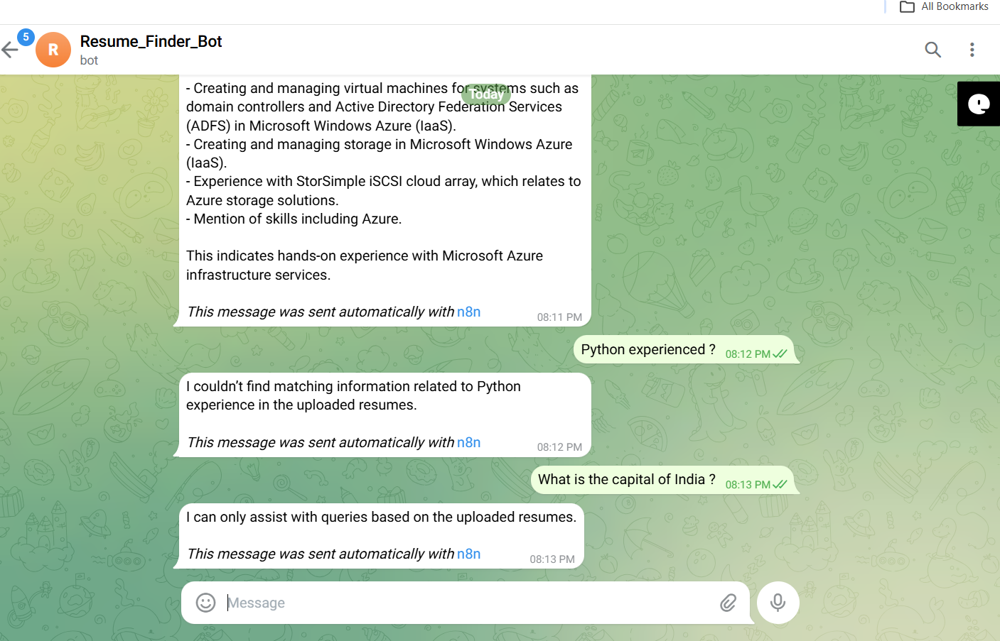 All Bookmarks
5
R
Resume_Finder_Bot
bot
Today
- Creating and managing virtual machines for systems such as
domain controllers and Active Directory Federation Services
(ADFS) in Microsoft Windows Azure (IaaS).
- Creating and managing storage in Microsoft Windows Azure
(IaaS).
- Experience with StorSimple iSCSI cloud array, which relates to
Azure storage solutions.
- Mention of skills including Azure.
This indicates hands-on experience with Microsoft Azure
infrastructure services.
This message was sent automatically with n8n
08:11 PM
Python experienced ? 08:12 PM
I couldn’t find matching information related to Python
experience in the uploaded resumes.
This message was sent automatically with n8n
08:12 PM
What is the capital of India ? 08:13 PM
I can only assist with queries based on the uploaded resumes.
This message was sent automatically with n8n
08:13 PM
Message